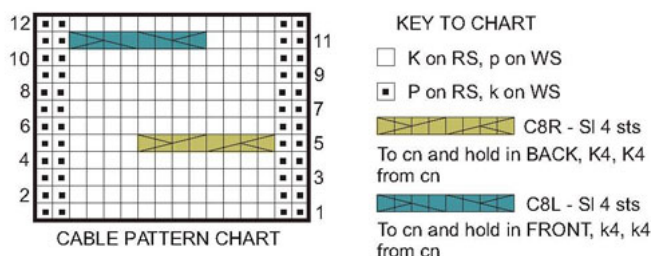 12
11
10
9
8
7
6
5
4
3
2
1
CABLE PATTERN CHART
KEY TO CHART
K on RS, p on WS
P on RS, k on WS
C8R - Sl 4 sts
To cn and hold in BACK, K4, K4
from cn
C8L - Sl 4 sts
To cn and hold in FRONT, k4, k4
from cn